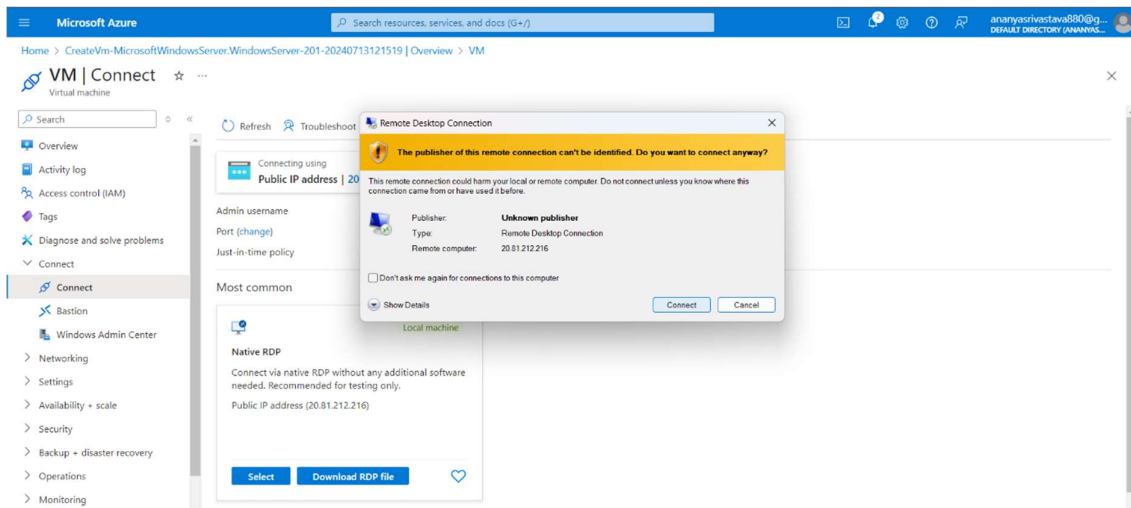 Microsoft Azure
Search resources, services, and docs (G+/)
2
ananyasrivastava880@g...
DEFAULT DIRECTORY (ANANYAS...
Home > CreateVm-MicrosoftWindowsServer.WindowsServer-201-20240713121519 | Overview > VM
VM | Connect
Virtual machine
Search
Overview
Activity log
Access control (IAM)
Tags
Diagnose and solve problems
Connect
Connect
Bastion
Windows Admin Center
Networking
Settings
Availability + scale
Security
Backup + disaster recovery
Operations
Monitoring
Refresh Troubleshoot
Connecting using
Public IP address | 20
Admin username
Port (change)
Just-in-time policy
Most common
Local machine
Native RDP
Connect via native RDP without any additional software
needed. Recommended for testing only.
Public IP address (20.81.212.216)
Select Download RDP file
Remote Desktop Connection
The publisher of this remote connection can't be identified. Do you want to connect anyway?
This remote connection could harm your local or remote computer. Do not connect unless you know where this
connection came from or have used it before.
Publisher: Unknown publisher
Type: Remote Desktop Connection
Remote computer: 20.81.212.216
Don't ask me again for connections to this computer
Show Details Connect Cancel